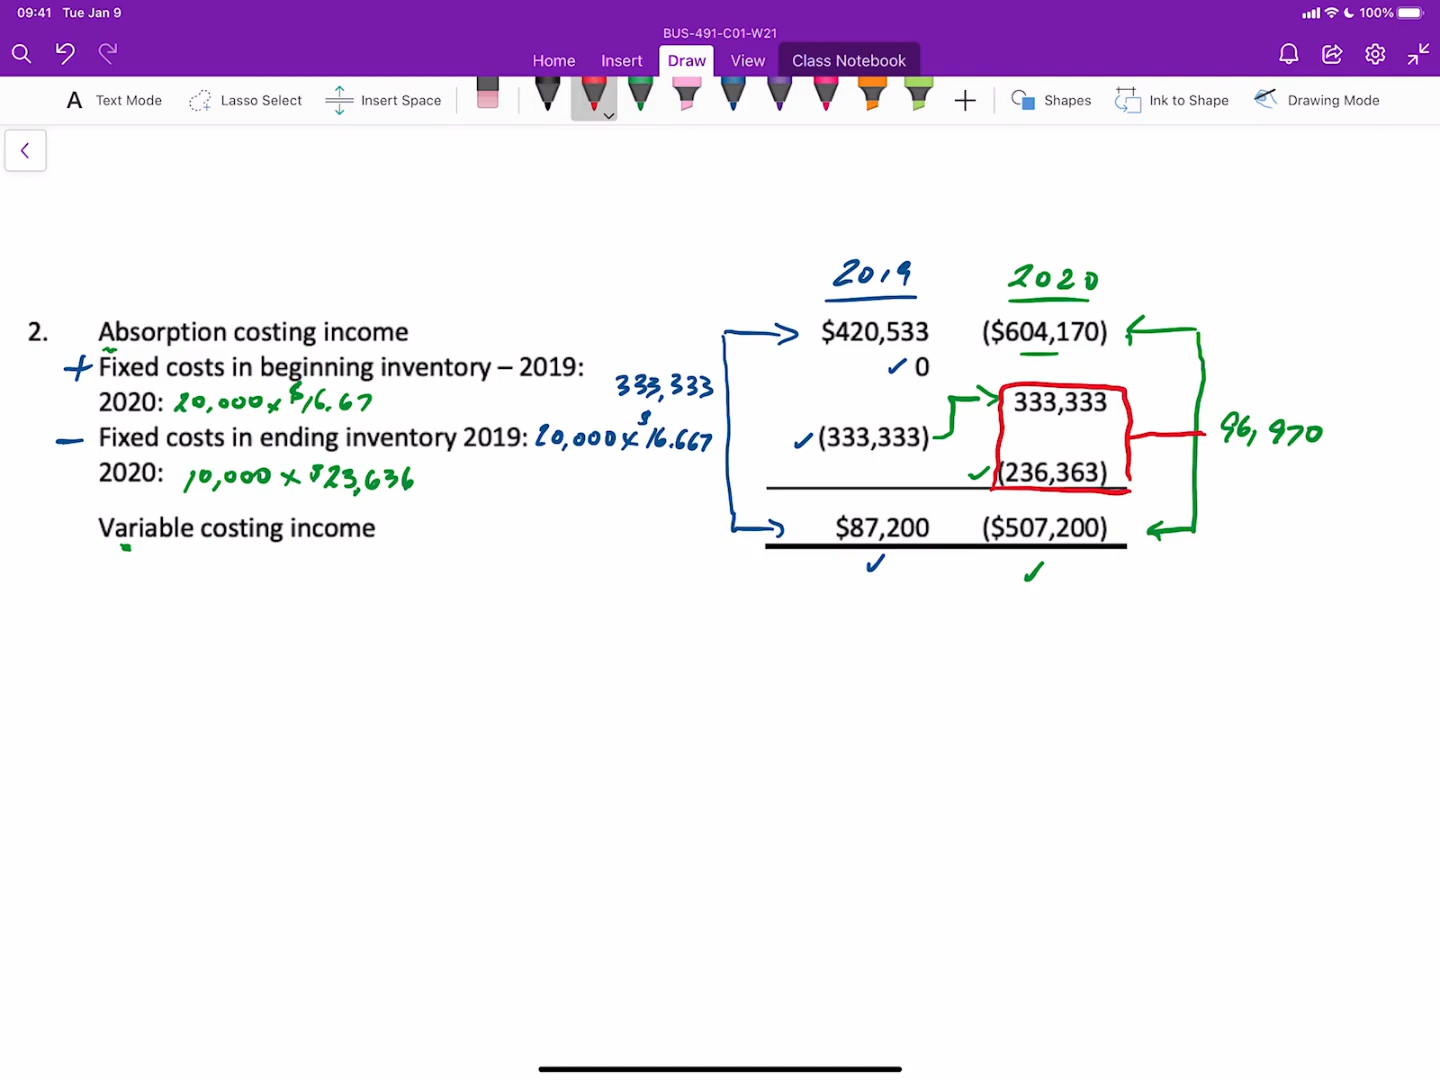 09:41 Tue Jan 9 100%
BUS-491-C01-W21
Home Insert Draw View Class Notebook
A Text Mode Lasso Select Insert Space Shapes Ink to Shape Drawing Mode
2019 2020
2. Absorption costing income $420,533 ($604,170)
+ Fixed costs in beginning inventory – 2019: 0
333,333
2020: 20,000 x $16.67 333,333
– Fixed costs in ending inventory 2019: 20,000 x $16.667 (333,333) 96,970
2020: 10,000 x $23,636 (236,363)
Variable costing income $87,200 ($507,200)